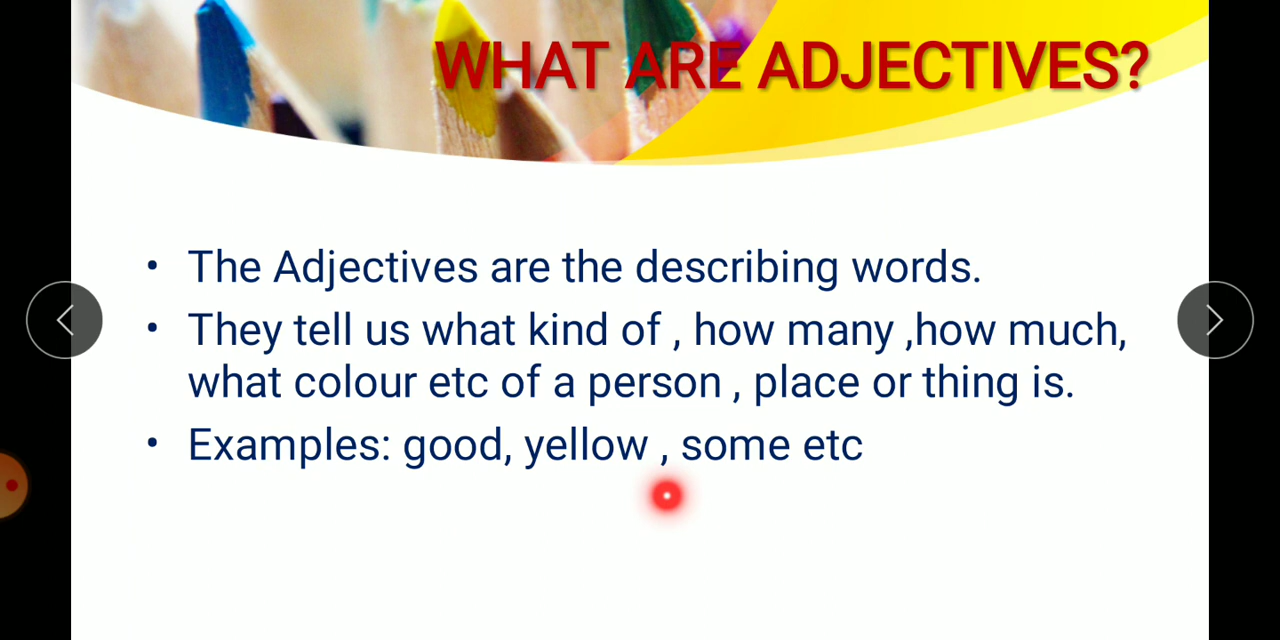 WHAT ARE ADJECTIVES?
• The Adjectives are the describing words.
• They tell us what kind of , how many ,how much,
what colour etc of a person , place or thing is.
• Examples: good, yellow , some etc